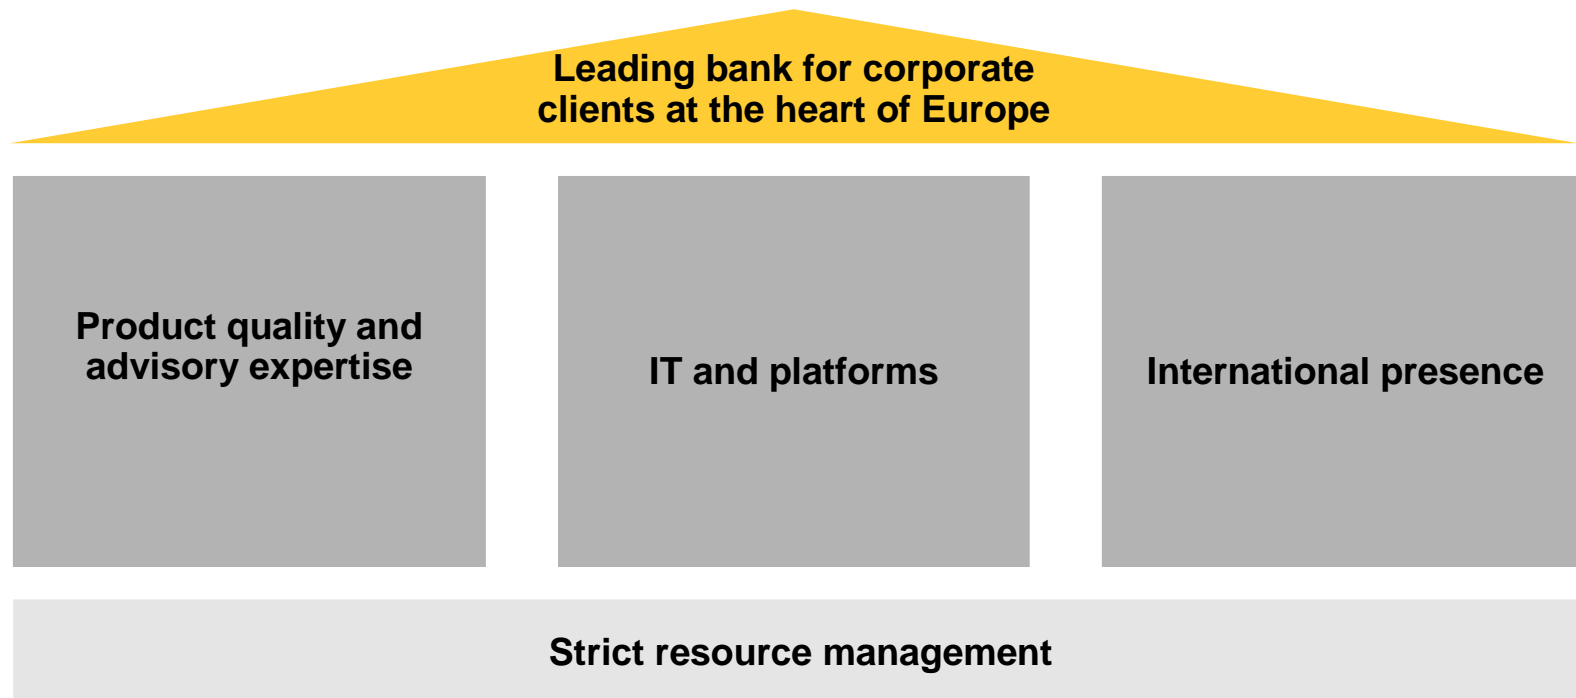 Leading bank for corporate
clients at the heart of Europe
Product quality and
advisory expertise
IT and platforms
International presence
Strict resource management